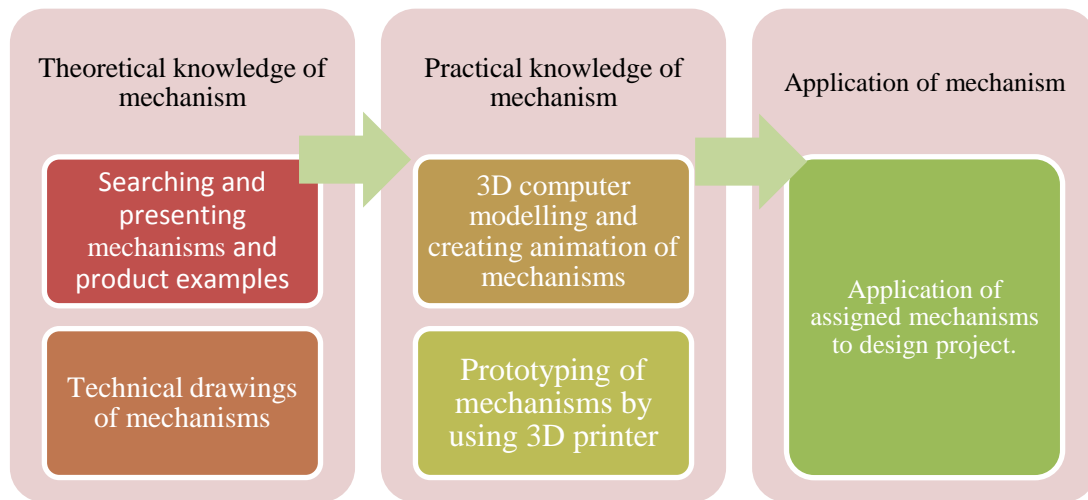 Theoretical knowledge of
mechanism
Searching and
presenting
mechanisms and
product examples
Technical drawings
of mechanisms
Practical knowledge of
mechanism
3D computer
modelling and
creating animation of
mechanisms
Prototyping of
mechanisms by
using 3D printer
Application of mechanism
Application of
assigned mechanisms
to design project.